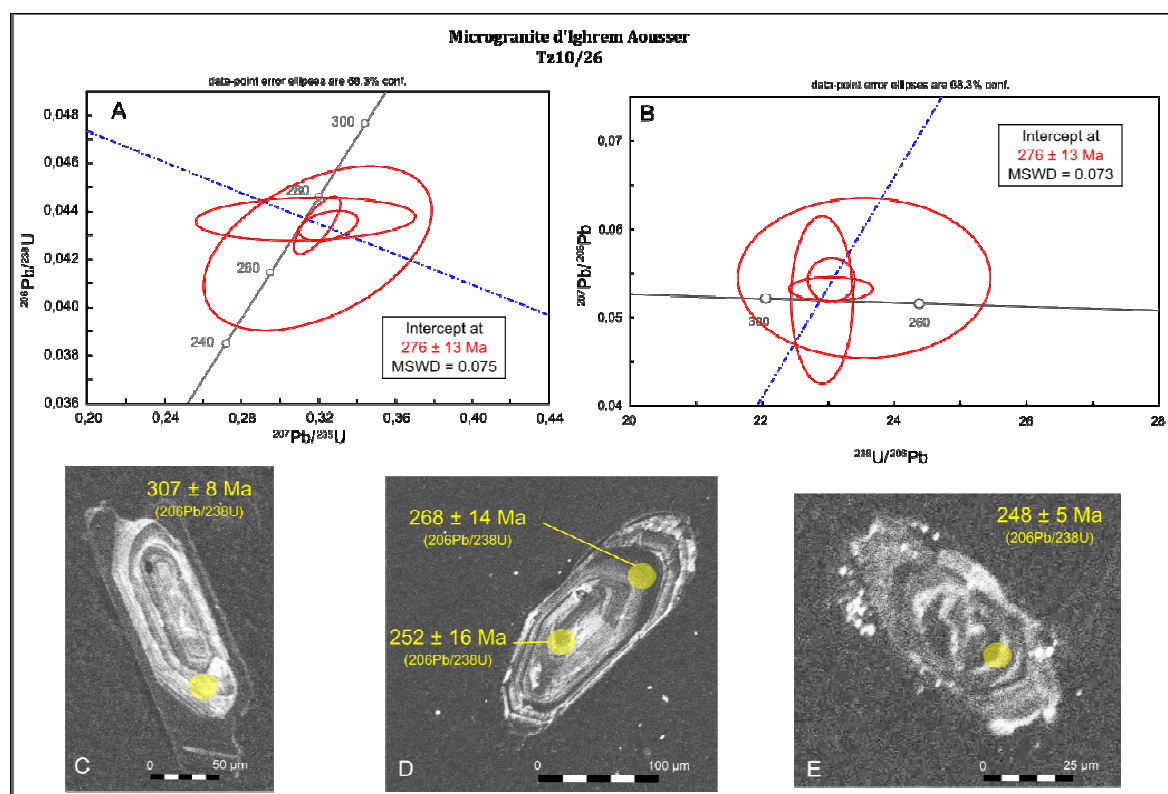 Microgranite d'Ighrem Aousser
Tz10/26
data-point error ellipses are 68.3% conf.
A
0,048
0,046
0,044
0,042
0,040
0,038
0,036
206Pb/238U
300
280
260
240
Intercept at
276 ± 13 Ma
MSWD = 0.075
0,20 0,24 0,28 0,32 0,36 0,40 0,44
207Pb/235U
data-point error ellipses are 68.3% conf.
B
0,07
0,06
0,05
0,04
207Pb/206Pb
Intercept at
276 ± 13 Ma
MSWD = 0.073
300
260
20 22 24 26 28
238U/206Pb
307 ± 8 Ma
(206Pb/238U)
C
0 50 µm
268 ± 14 Ma
(206Pb/238U)
252 ± 16 Ma
(206Pb/238U)
D
0 100 µm
248 ± 5 Ma
(206Pb/238U)
E
0 25 µm